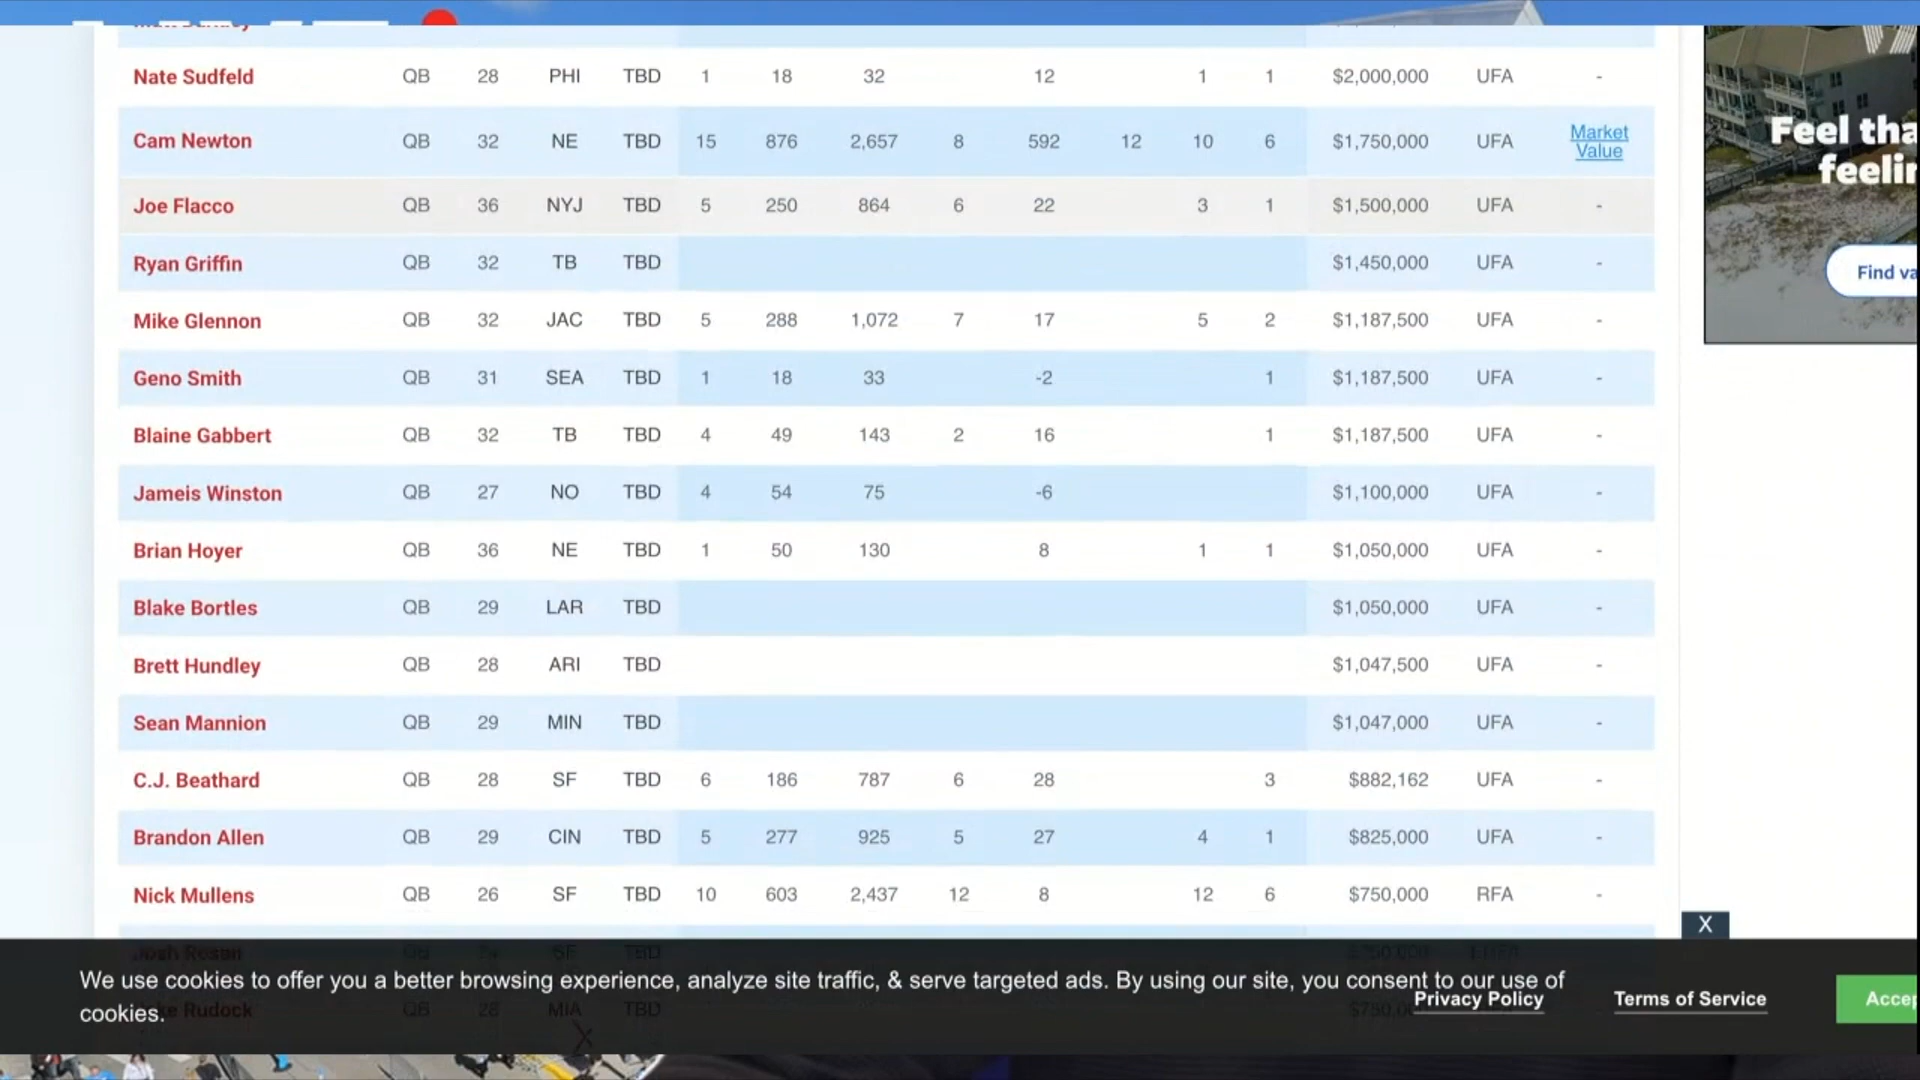 Nate Sudfeld QB 28 PHI TBD 1 18 32 12 1 1 $2,000,000 UFA -
Cam Newton QB 32 NE TBD 15 876 2,657 8 592 12 10 6 $1,750,000 UFA Market Value
Joe Flacco QB 36 NYJ TBD 5 250 864 6 22 3 1 $1,500,000 UFA -
Ryan Griffin QB 32 TB TBD $1,450,000 UFA -
Mike Glennon QB 32 JAC TBD 5 288 1,072 7 17 5 2 $1,187,500 UFA -
Geno Smith QB 31 SEA TBD 1 18 33 -2 1 $1,187,500 UFA -
Blaine Gabbert QB 32 TB TBD 4 49 143 2 16 1 $1,187,500 UFA -
Jameis Winston QB 27 NO TBD 4 54 75 -6 $1,100,000 UFA -
Brian Hoyer QB 36 NE TBD 1 50 130 8 1 1 $1,050,000 UFA -
Blake Bortles QB 29 LAR TBD $1,050,000 UFA -
Brett Hundley QB 28 ARI TBD $1,047,500 UFA -
Sean Mannion QB 29 MIN TBD $1,047,000 UFA -
C.J. Beathard QB 28 SF TBD 6 186 787 6 28 3 $882,162 UFA -
Brandon Allen QB 29 CIN TBD 5 277 925 5 27 4 1 $825,000 UFA -
Nick Mullens QB 26 SF TBD 10 603 2,437 12 8 12 6 $750,000 RFA -
Feel tha
feelin
Find va
X
Josh Rosen QB SF TBD
We use cookies to offer you a better browsing experience, analyze site traffic, & serve targeted ads. By using our site, you consent to our use of
cookies.
Rudock QB 28 MIA TBD
Privacy Policy
Terms of Service
Accep